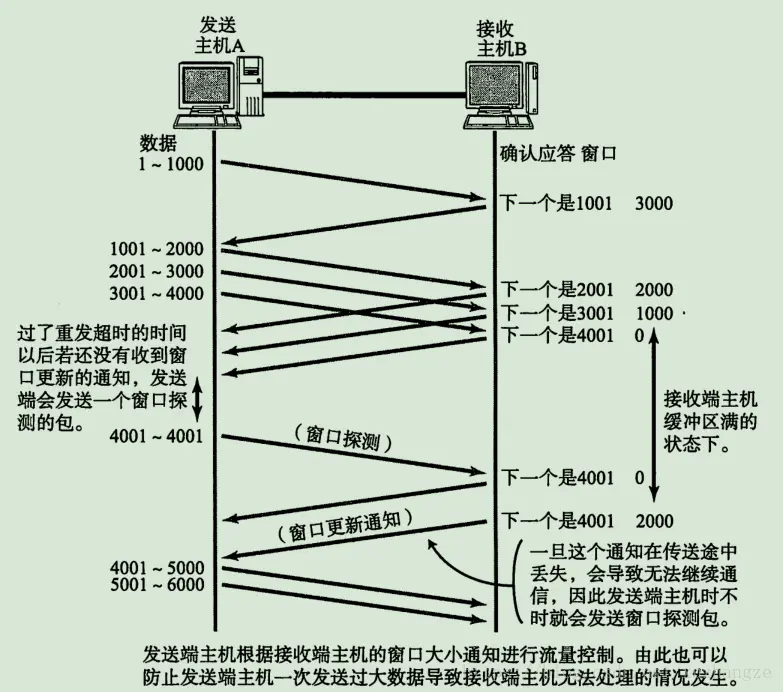 发送
主机A
接收
主机B
数据
确认应答 窗口
1～1000
下一个是1001 3000
1001～2000
2001～3000
3001～4000
下一个是2001 2000
下一个是3001 1000
下一个是4001 0
过了重发超时的时间
以后若还没有收到窗
口更新的通知，发送
端会发送一个窗口探
测的包。
接收端主机
缓冲区满的
状态下。
4001～4001
（窗口探测）
下一个是4001 0
（窗口更新通知）
下一个是4001 2000
4001～5000
5001～6000
一旦这个通知在传送途中
丢失，会导致无法继续通
信，因此发送端主机时不
时就会发送窗口探测包。
发送端主机根据接收端主机的窗口大小通知进行流量控制。由此也可以
防止发送端主机一次发送过大数据导致接收端主机无法处理的情况发生。